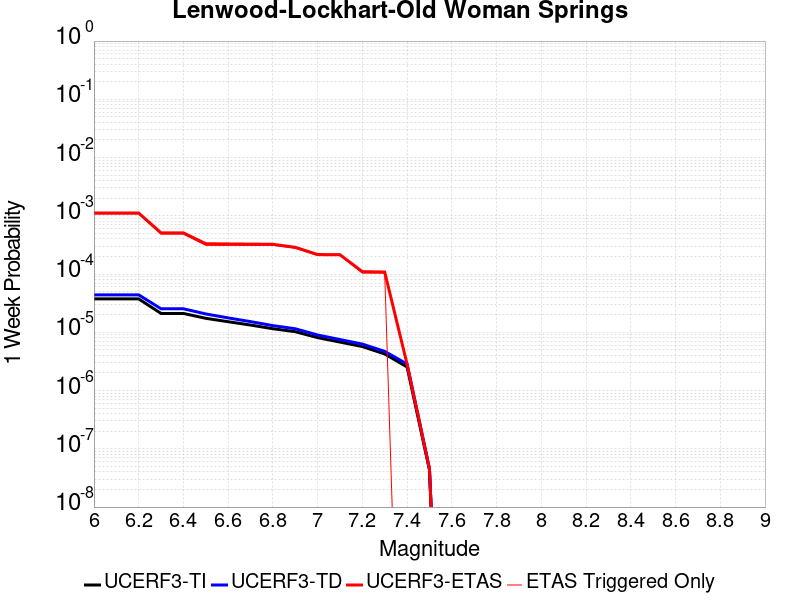 Lenwood-Lockhart-Old Woman Springs
10^0
10^-1
10^-2
10^-3
10^-4
10^-5
10^-6
10^-7
10^-8
1 Week Probability
6 6.2 6.4 6.6 6.8 7 7.2 7.4 7.6 7.8 8 8.2 8.4 8.6 8.8 9
Magnitude
UCERF3-TI UCERF3-TD UCERF3-ETAS ETAS Triggered Only